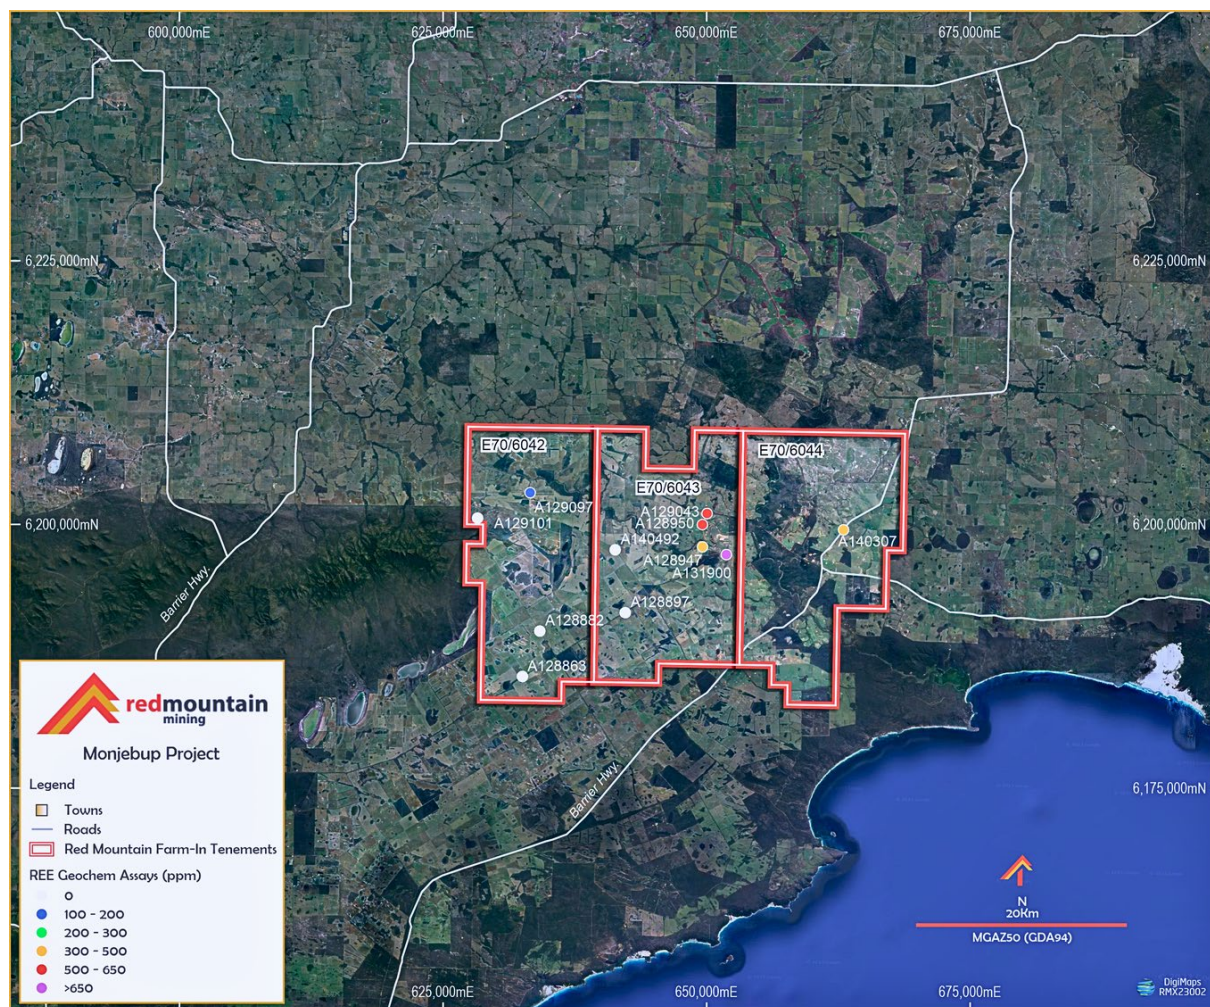 600,000mE
625,000mE
650,000mE
675,000mE
6,225,000mN
6,225,000mN
E70/6042
E70/6043
E70/6044
A129097
A129101
A129043
A128950
A140492
A128947
A131900
A140307
6,200,000mN
6,200,000mN
A128897
A128882
A128863
Barrier Hwy.
Barrier Hwy.
6,175,000mN
redmountain
mining
Monjebup Project
Legend
Towns
Roads
Red Mountain Farm-In Tenements
REE Geochem Assays (ppm)
0
100 - 200
200 - 300
300 - 500
500 - 650
>650
N
20Km
MGAZ50 (GDA94)
625,000mE
650,000mE
675,000mE
DigiMaps
RMX23002